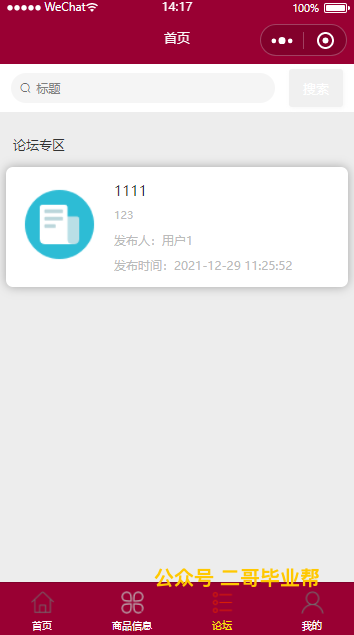 WeChat 14:17 100%
首页
标题 搜索
论坛专区
1111
123
发布人：用户1
发布时间：2021-12-29 11:25:52
公众号 二哥毕业帮
首页 商品信息 论坛 我的